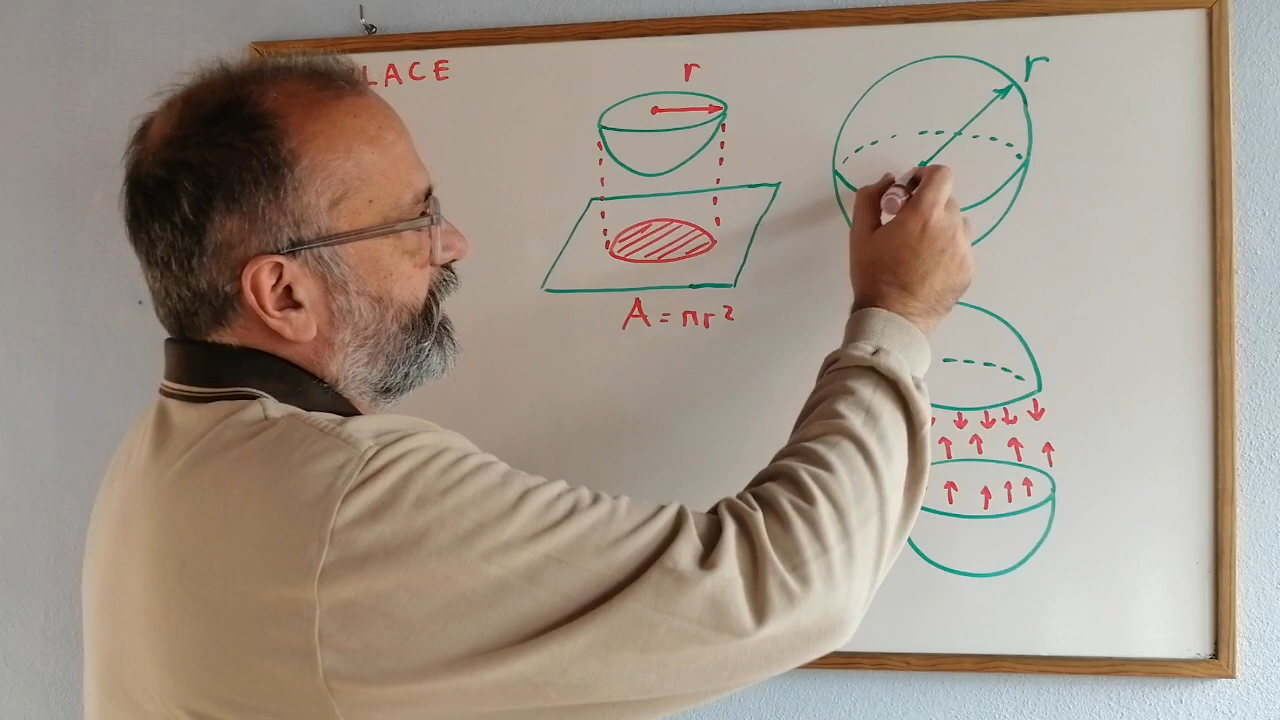 LACE
r
A = πr²
r